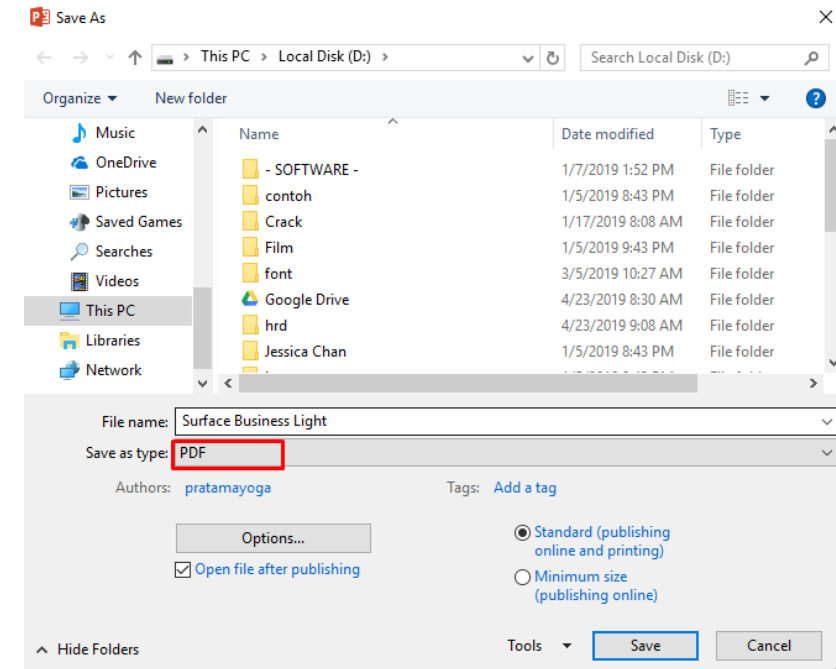 Save As
This PC > Local Disk (D:) >
Search Local Disk (D:)
Organize
New folder
Music
OneDrive
Pictures
Saved Games
Searches
Videos
This PC
Libraries
Network
Name Date modified Type
- SOFTWARE - 1/7/2019 1:52 PM File folder
contoh 1/5/2019 8:43 PM File folder
Crack 1/17/2019 8:08 AM File folder
Film 1/5/2019 9:43 PM File folder
font 3/5/2019 10:27 AM File folder
Google Drive 4/23/2019 8:30 AM File folder
hrd 4/23/2019 9:08 AM File folder
Jessica Chan 1/5/2019 8:43 PM File folder
File name: Surface Business Light
Save as type: PDF
Authors: pratamayoga
Tags: Add a tag
Options...
Open file after publishing
Standard (publishing
online and printing)
Minimum size
(publishing online)
Hide Folders
Tools
Save
Cancel